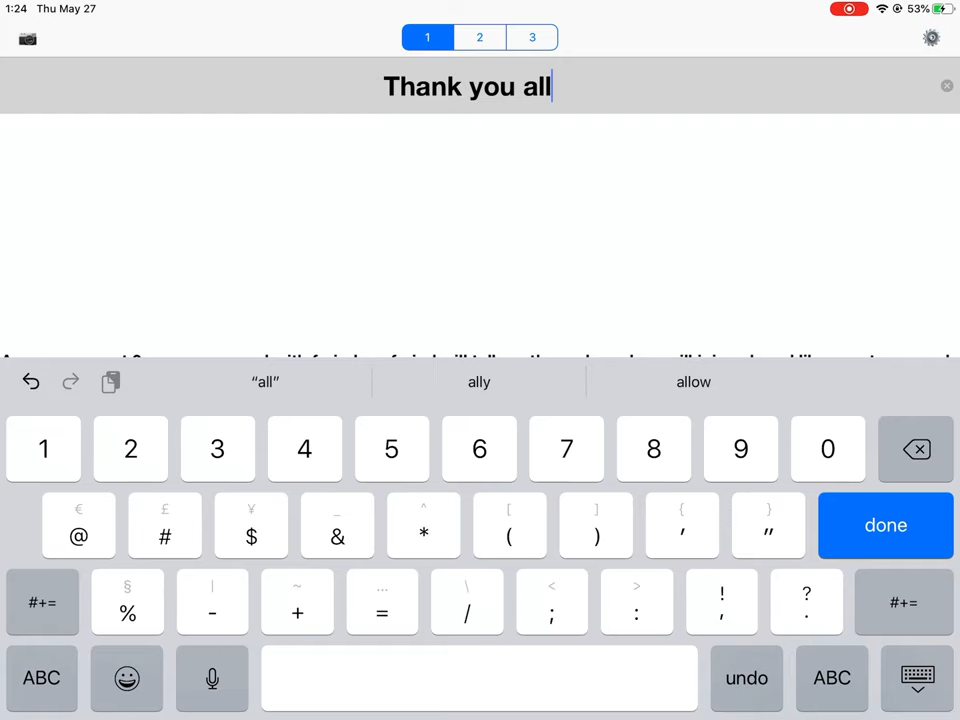 1:24 Thu May 27 53%
1 2 3
Thank you all
“all” ally allow
1 2 3 4 5 6 7 8 9 0
€ £ ¥ _ ^ [ ] { }
@ # $ & * ( ) ' " done
§ | ~ … \ < > ! ?
#+= % - + = / ; : , . #+=
ABC undo ABC